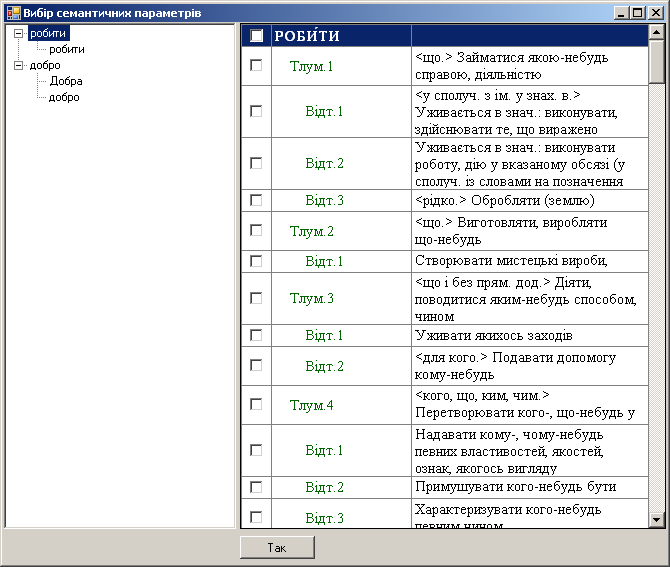 Вибір семантичних параметрів
робити
робити
добро
Добра
добро
РОБИ́ТИ
Тлум.1
<що.> Займатися якою-небудь
справою, діяльністю
Відт.1
<у сполуч. з ім. у знах. в.>
Уживається в знач.: виконувати,
здійснювати те, що виражено
Відт.2
Уживається в знач.: виконувати
роботу, дію у вказаному обсязі (у
сполуч. із словами на позначення
Відт.3
<рідко.> Обробляти (землю)
Тлум.2
<що.> Виготовляти, виробляти
що-небудь
Відт.1
Створювати мистецькі вироби,
Тлум.3
<що і без прям. дод.> Діяти,
поводитися яким-небудь способом,
чином
Відт.1
Уживати якихось заходів
Відт.2
<для кого.> Подавати допомогу
кому-небудь
Тлум.4
<кого, що, ким, чим.>
Перетворювати кого-, що-небудь у
Відт.1
Надавати кому-, чому-небудь
певних властивостей, якостей,
ознак, якогось вигляду
Відт.2
Примушувати кого-небудь бути
Відт.3
Характеризувати кого-небудь
певним чином
Так